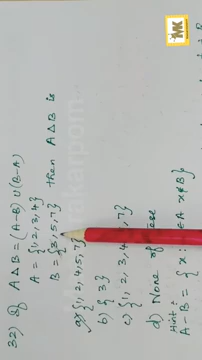 32) If A Δ B = (A-B) ∪ (B-A)
A = {1,2,3,4}
B = {3,5,7} then A Δ B is
a) {1,2,4,5,7}
b) {3}
c) {1,2,3,4,5,7}
d) None of these
Hint: A-B = {x: x∈A x∉B}
MK